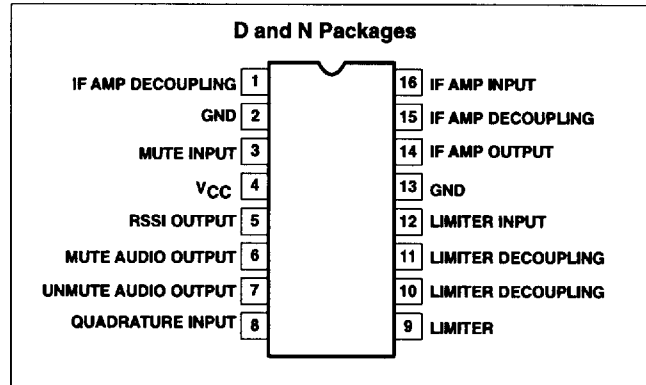 D and N Packages
IF AMP DECOUPLING 1
GND 2
MUTE INPUT 3
VCC 4
RSSI OUTPUT 5
MUTE AUDIO OUTPUT 6
UNMUTE AUDIO OUTPUT 7
QUADRATURE INPUT 8
16 IF AMP INPUT
15 IF AMP DECOUPLING
14 IF AMP OUTPUT
13 GND
12 LIMITER INPUT
11 LIMITER DECOUPLING
10 LIMITER DECOUPLING
9 LIMITER